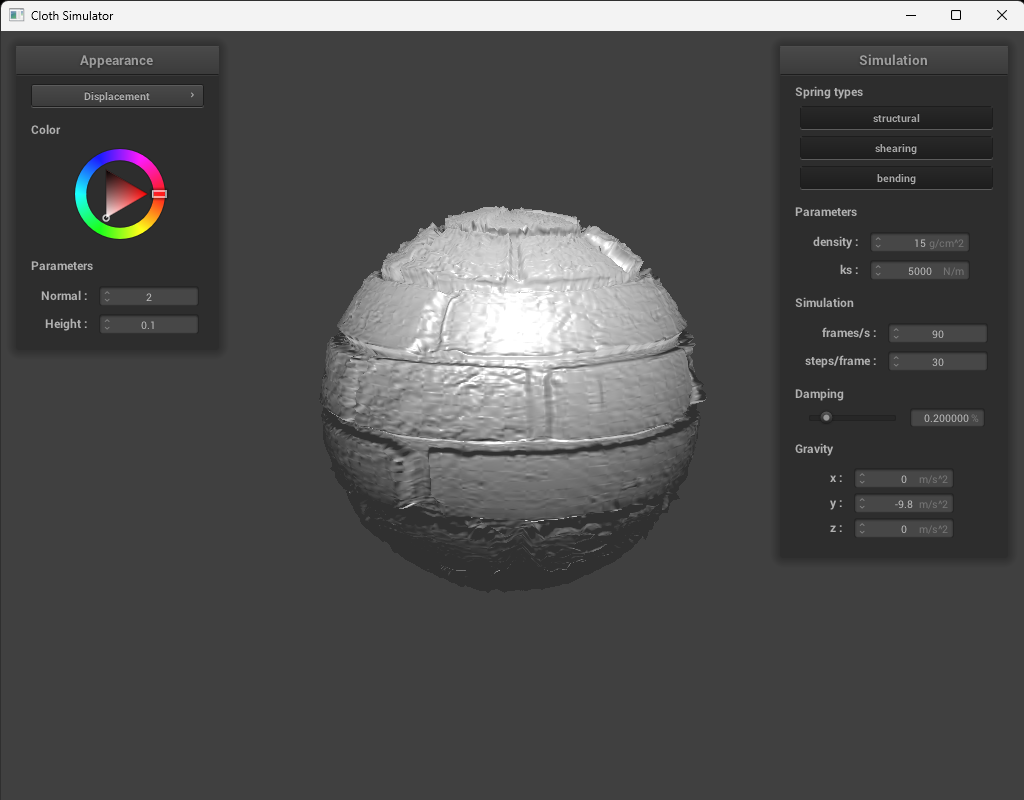 Cloth Simulator
Appearance
Displacement
Color
Parameters
Normal : 2
Height : 0.1
Simulation
Spring types
structural
shearing
bending
Parameters
density : 15 g/cm^2
ks : 5000 N/m
Simulation
frames/s : 90
steps/frame : 30
Damping
0.200000 %
Gravity
x : 0 m/s^2
y : -9.8 m/s^2
z : 0 m/s^2